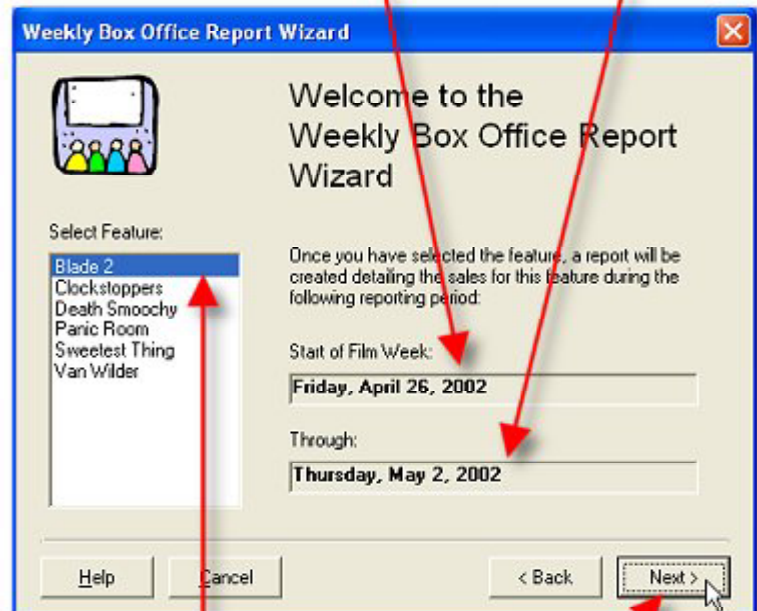 Weekly Box Office Report Wizard
Welcome to the
Weekly Box Office Report
Wizard
Select Feature:
Blade 2
Clockstoppers
Death Smoochy
Panic Room
Sweetest Thing
Van Wilder
Once you have selected the feature, a report will be
created detailing the sales for this feature during the
following reporting period:
Start of Film Week:
Friday, April 26, 2002
Through:
Thursday, May 2, 2002
Help
Cancel
< Back
Next >